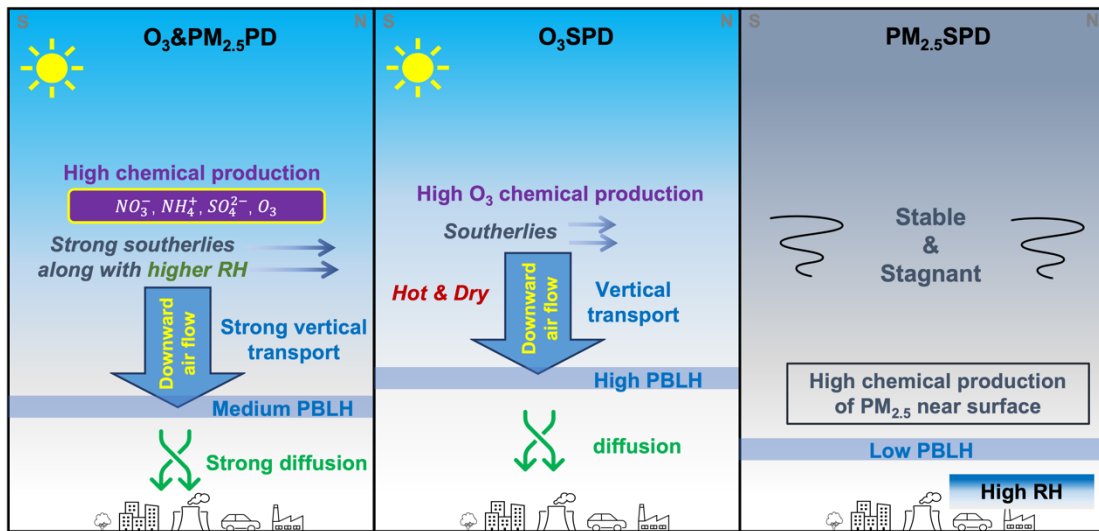 S N
O₃&PM₂.₅PD
High chemical production
NO₃⁻, NH₄⁺, SO₄²⁻, O₃
Strong southerlies
along with higher RH
Downward
air flow
Strong vertical
transport
Medium PBLH
Strong diffusion
S N
O₃SPD
High O₃ chemical production
Southerlies
Hot & Dry
Downward
air flow
Vertical
transport
High PBLH
diffusion
S N
PM₂.₅SPD
Stable
&
Stagnant
High chemical production
of PM₂.₅ near surface
Low PBLH
High RH